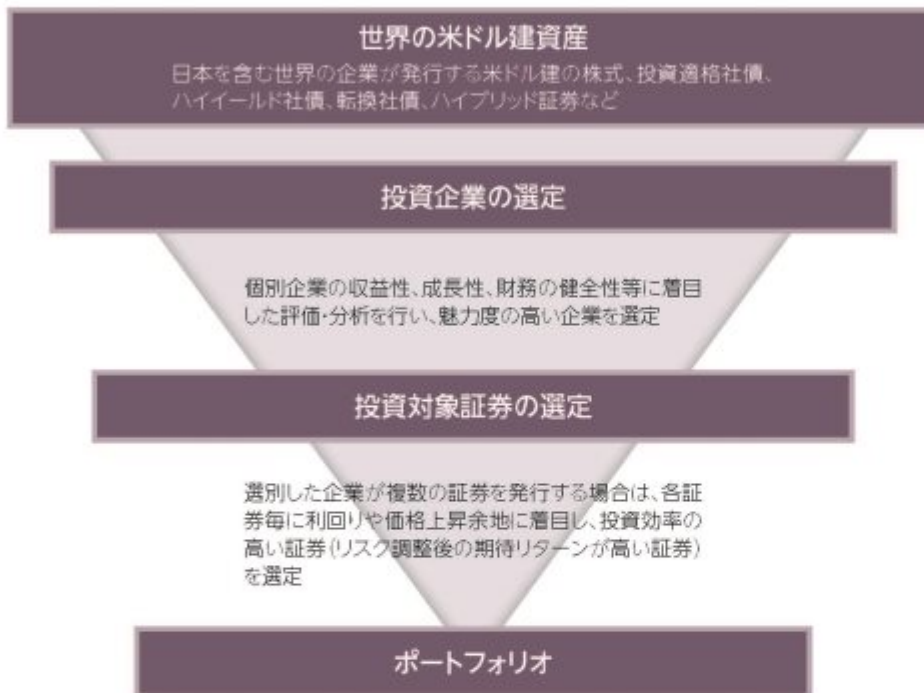 世界の米ドル建資産
日本を含む世界の企業が発行する米ドル建の株式、投資適格社債、
ハイイールド社債、転換社債、ハイブリッド証券など
投資企業の選定
個別企業の収益性、成長性、財務の健全性等に着目
した評価・分析を行い、魅力度の高い企業を選定
投資対象証券の選定
選別した企業が複数の証券を発行する場合は、各証
券毎に利回りや価格上昇余地に着目し、投資効率の
高い証券(リスク調整後の期待リターンが高い証券)
を選定
ポートフォリオ